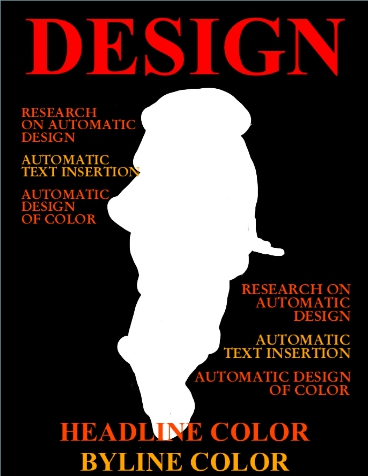 DESIGN
RESEARCH
ON AUTOMATIC
DESIGN
AUTOMATIC
TEXT INSERTION
AUTOMATIC
DESIGN
OF COLOR
RESEARCH ON
AUTOMATIC
DESIGN
AUTOMATIC
TEXT INSERTION
AUTOMATIC DESIGN
OF COLOR
HEADLINE COLOR
BYLINE COLOR